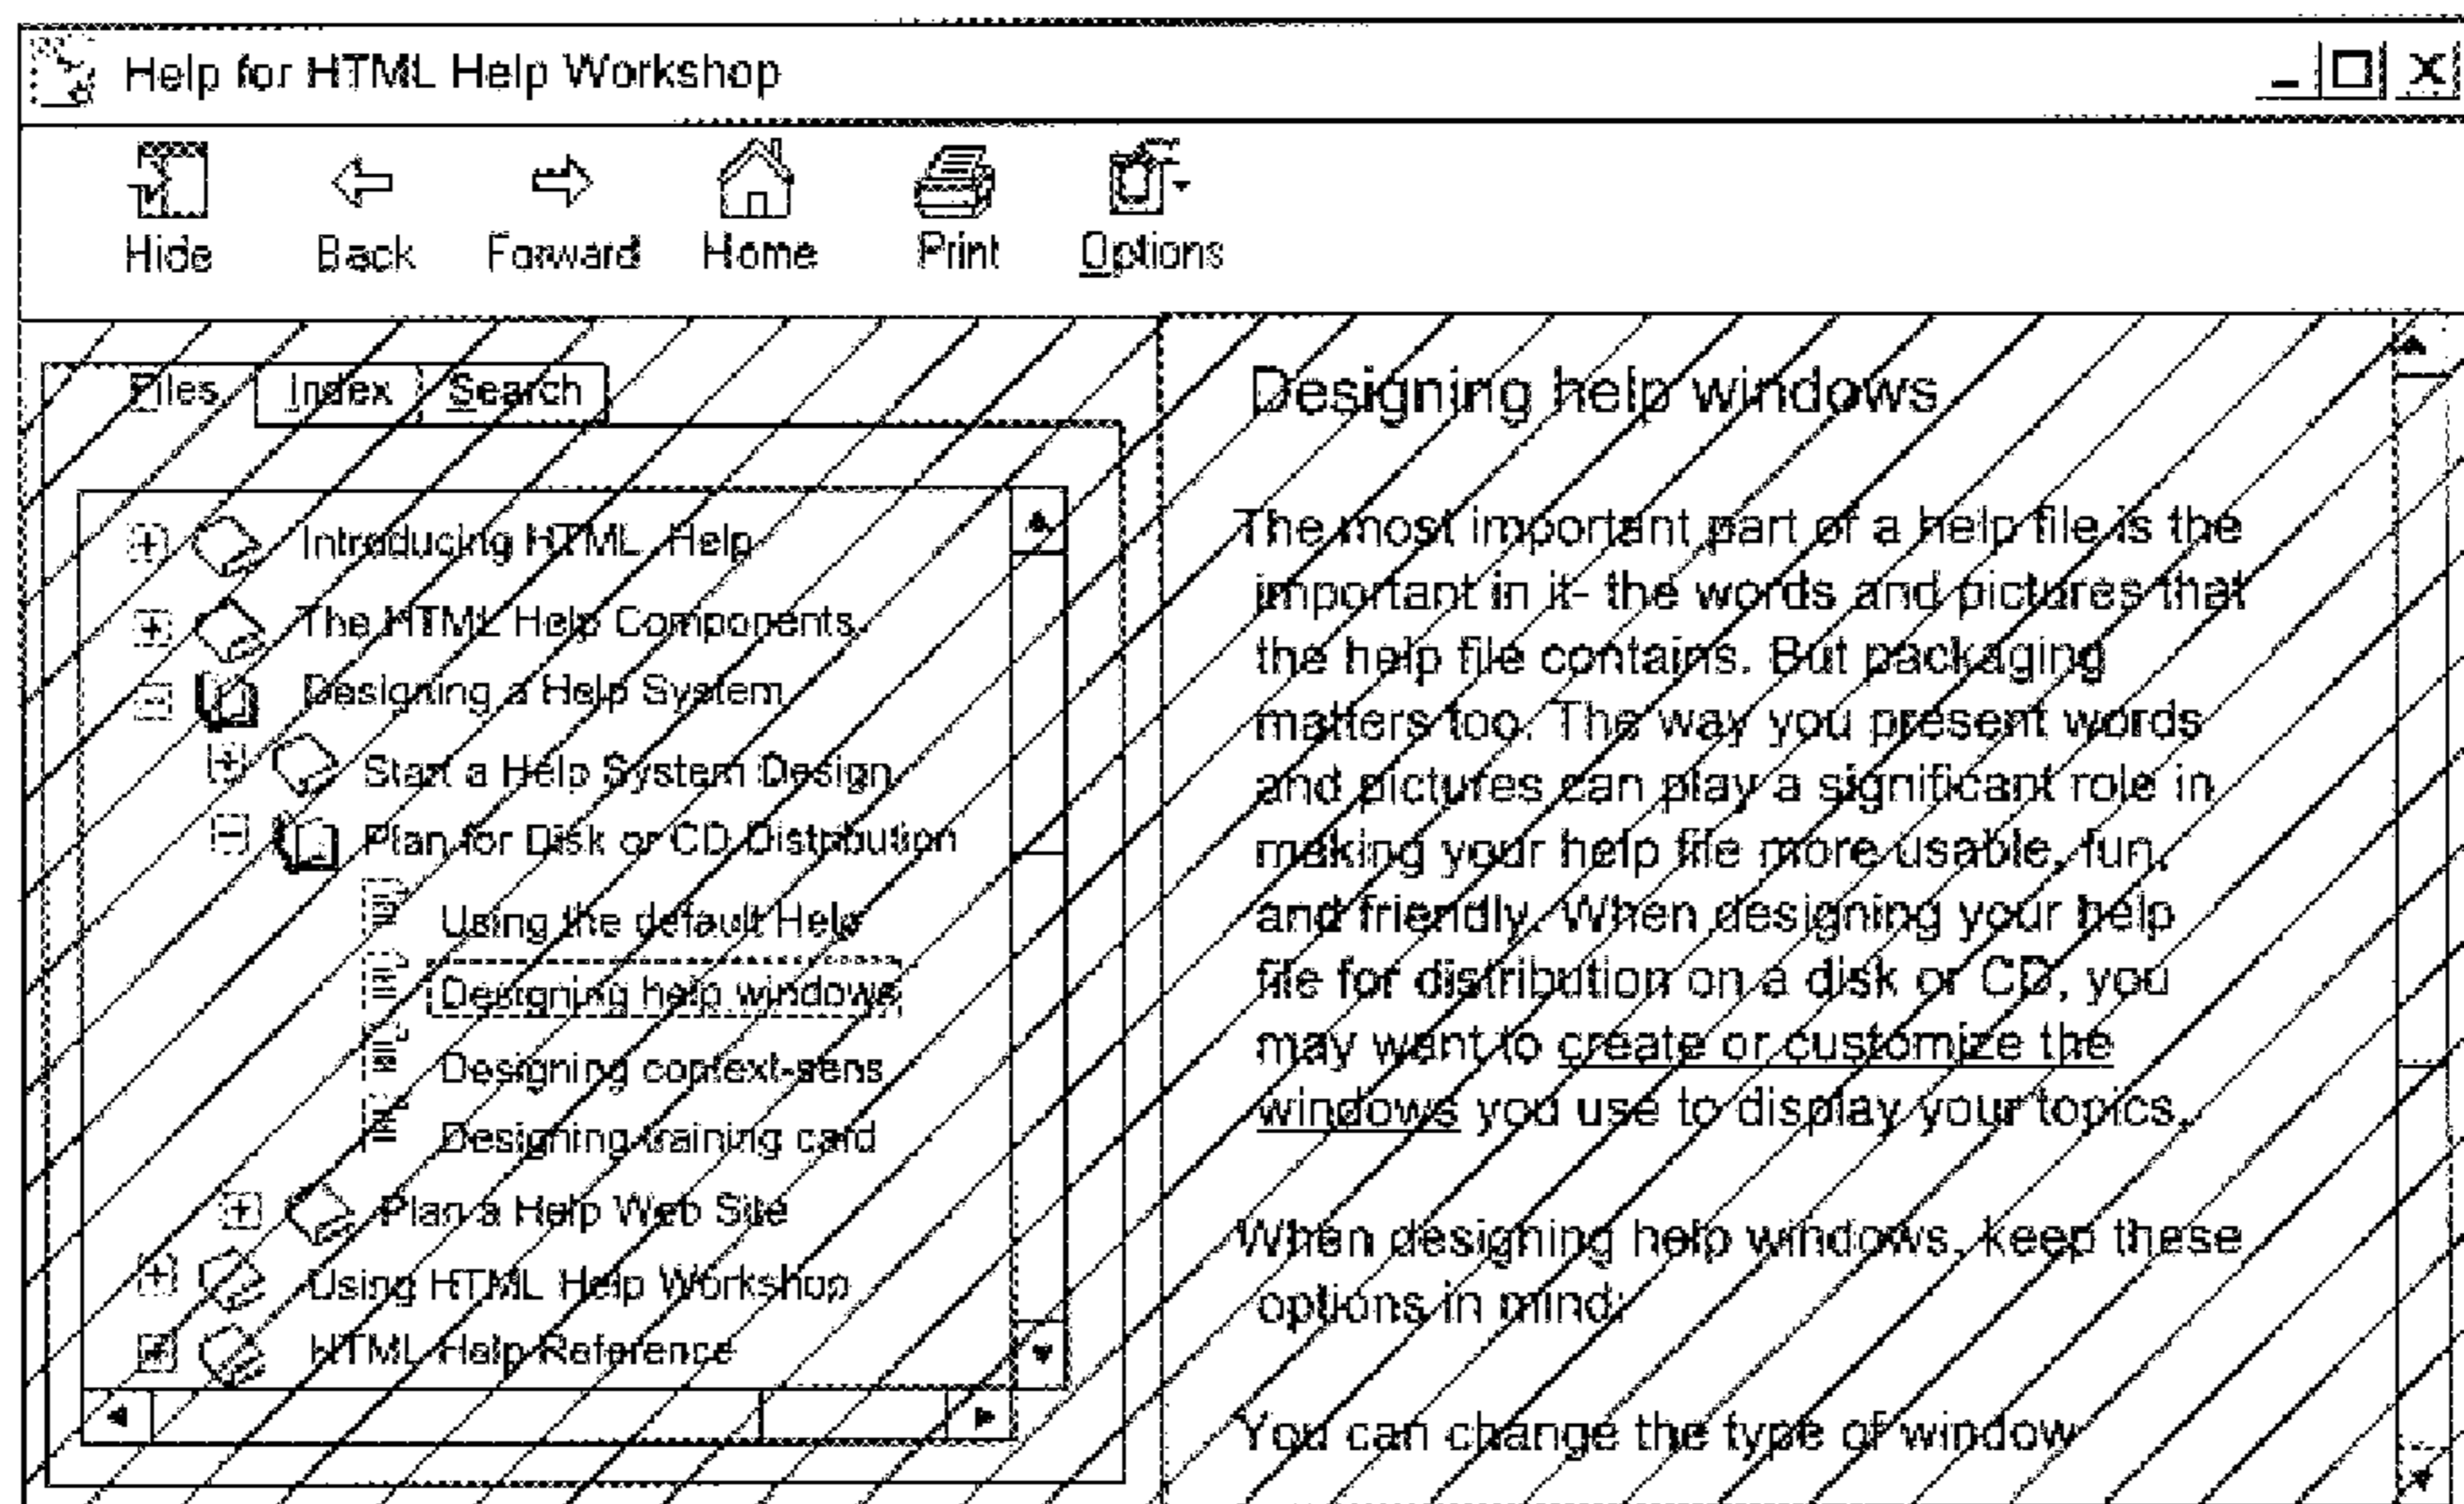 Help for HTML Help Workshop
Hide Back Forward Home Print Options
Files Index Search
Introducing HTML Help
The HTML Help Components
Designing a Help System
Start a Help System Design
Plan for Disk or CD Distribution
Using the default Help
Designing help windows
Designing context-sens
Designing training card
Plan a Help Web Site
Using HTML Help Workshop
HTML Help Reference
Designing help windows
The most important part of a help file is the
important in it- the words and pictures that
the help file contains. But packaging
matters too. The way you present words
and pictures can play a significant role in
making your help file more usable, fun,
and friendly. When designing your help
file for distribution on a disk or CD, you
may want to create or customize the
windows you use to display your topics.
When designing help windows, keep these
options in mind:
You can change the type of window